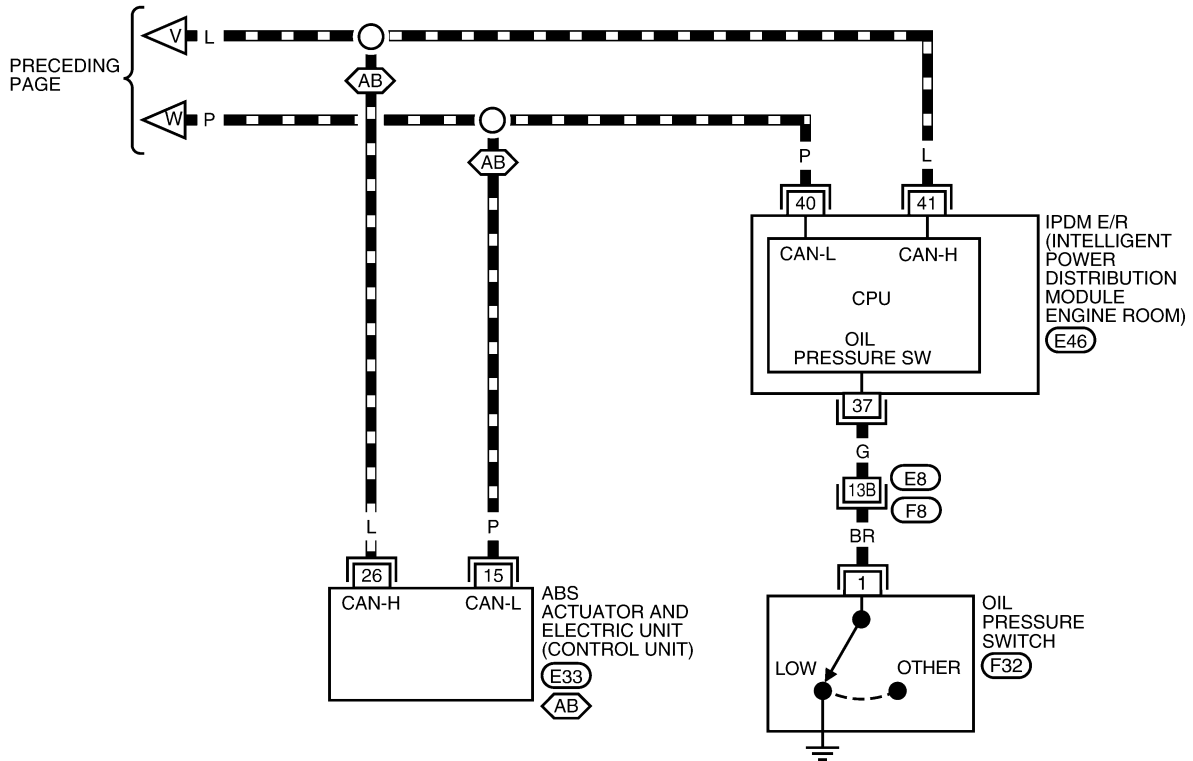 PRECEDING
PAGE
V
L
AB
W
P
AB
P
L
40
41
CAN-L
CAN-H
CPU
OIL
PRESSURE SW
IPDM E/R
(INTELLIGENT
POWER
DISTRIBUTION
MODULE
ENGINE ROOM)
E46
37
G
13B
E8
F8
BR
L
P
26
15
CAN-H
CAN-L
ABS
ACTUATOR AND
ELECTRIC UNIT
(CONTROL UNIT)
E33
AB
1
LOW
OTHER
OIL
PRESSURE
SWITCH
F32